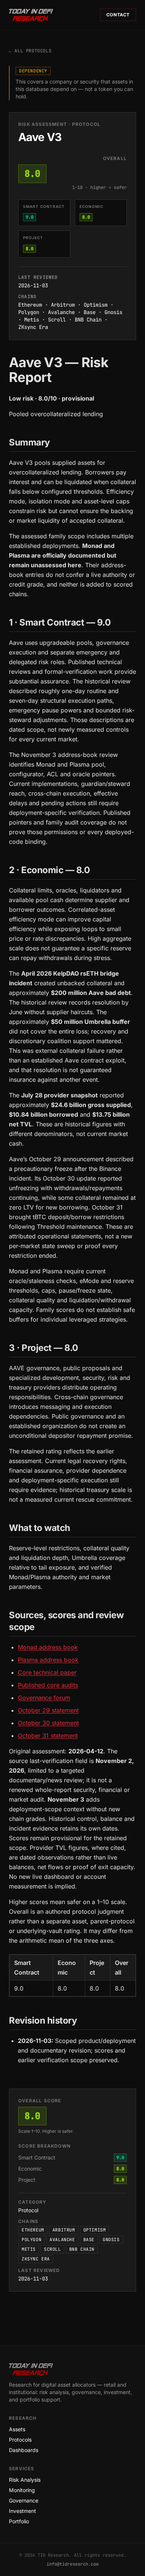 TODAY IN DEFI
RESEARCH
CONTACT
← ALL PROTOCOLS
DEPENDENCY
This covers a company or security that assets in
this database depend on — not a token you can
hold.
RISK ASSESSMENT · PROTOCOL
Aave V3
OVERALL
8.0
1–10 · higher = safer
SMART CONTRACT
9.0
ECONOMIC
8.0
PROJECT
8.0
LAST REVIEWED
2026-11-03
CHAINS
Ethereum · Arbitrum · Optimism ·
Polygon · Avalanche · Base · Gnosis
· Metis · Scroll · BNB Chain ·
ZKsync Era
Aave V3 — Risk
Report
Low risk · 8.0/10 · provisional
Pooled overcollateralized lending
Summary
Aave V3 pools supplied assets for
overcollateralized borrowing. Borrowers pay
interest and can be liquidated when collateral
falls below configured thresholds. Efficiency
modes, isolation mode and asset-level caps
constrain exposure but cannot erase the
market backing of accepted collateral.
The assessed family scope includes multiple
established deployments. Monad and
Plasma are officially documented but
remain unassessed here. Their address-
book entries do not confer a live authority or
credit grade, and neither is added to chains.
1 · Smart Contract — 9.0
Aave uses upgradeable pools, governance
execution and separate emergency and
delegated risk roles. Published technical
reviews and formal-verification work provide
substantial assurance. The historical review
described roughly one-day routine and
seven-day structural execution paths,
emergency pause powers and bounded risk-
steward adjustments. Those descriptions are
dated scope, not newly measured controls
for every current market.
The November 3 address-book review
identifies Monad and Plasma pool,
configurator, ACL and oracle pointers.
Current implementations, guardian/steward
reach, cross-chain execution, effective
delays and pending actions still require
deployment-specific verification. Published
pointers and family audit coverage do not
prove every owner-to-user or every deployed-
code binding.
2 · Economic — 8.0
Collateral limits, oracles, liquidators and
available pool cash determine supplier and
borrower outcomes. Correlated-asset
efficiency mode can improve capital
efficiency while exposing loops to small
price or rate discrepancies. High aggregate
supply does not prove that a specific reserve
can repay withdrawals during stress.
The April 2026 KelpDAO rsETH bridge
incident created unbacked collateral and
approximately $200 million Aave bad debt.
The historical review records resolution by
June without supplier haircuts. The
approximately $50 million Umbrella buffer
did not cover the entire loss; recovery and
discretionary coalition support mattered.
This was external collateral failure rather
than an established Aave contract exploit,
and that resolution is not guaranteed
insurance against another event.
The July 28 provider snapshot reported
approximately $24.6 billion gross supplied,
$10.84 billion borrowed and $13.75 billion
net TVL. These are historical figures with
different denominators, not current market
cash.
Aave's October 29 announcement described
a procedural pause after the tBTC incident.
Its October 30 update reported
unfreezing with withdrawals/repayments
continuing, while other collateral remained at
zero LTV for new borrowing. October 31
brought tBTC deposit/borrow restrictions
following Threshold maintenance. These are
attributed operational statements, not a new
per-market state sweep or proof every
restriction is lifted.
Monad and Plasma require current
oracle/staleness checks, eMode and reserve
thresholds, caps, pause/freeze state,
collateral quality and liquidation/withdrawal
capacity. Family scores do not validate safe
buffers for individual leveraged strategies.
3 · Project — 8.0
AAVE governance, public proposals and
specialized development, security, risk and
treasury providers distribute operating
responsibilities. Cross-chain governance
introduces messaging and execution
dependencies. Public governance and an
established organization do not create an
unconditional depositor repayment promise.
The retained rating reflects the earlier
assessment. Current legal recovery rights,
financial assurance, provider dependence
and deployment-specific execution still
require evidence; historical treasury scale is
not a measured current rescue commitment.
What to watch
Reserve-level restrictions, collateral quality
and liquidation depth, Umbrella coverage
relative to tail exposure, and verified
Monad/Plasma authority and market
parameters.
Sources, scores and review
scope
Monad address book
Plasma address book
Core technical paper
Published core audits
Governance forum
October 29 statement
October 30 statement
October 31 statement
Original assessment: 2026-04-12. The
last full verification event field is November 2,
2026, limited to a targeted
documentary/news review; it is not a
whole-report source, security, financial or
market audit. November 3 adds
deployment-scope context without new
chain grades. Historical control, balance and
incident evidence retains its own dates.
Scores remain provisional for the retained
scope. Provider TVL figures, where cited,
are dated observations rather than live
balances, net flows or proof of exit capacity.
No new live dashboard or account
measurement is implied.
Higher scores mean safer on a 1–10 scale.
Overall is an authored protocol judgment
rather than a separate asset, parent-protocol
or underlying-vault rating. It may differ from
the arithmetic mean of the three axes.
Smart Contract
Economic
Project
Overall
9.0
8.0
8.0
8.0
Revision history
2026-11-03: Scoped product/deployment
and documentary revision; scores and
earlier verification scope preserved.
OVERALL SCORE
8.0
Scale 1–10. Higher is safer.
SCORE BREAKDOWN
Smart Contract
9.0
Economic
8.0
Project
8.0
CATEGORY
Protocol
CHAINS
ETHEREUM
ARBITRUM
OPTIMISM
POLYGON
AVALANCHE
BASE
GNOSIS
METIS
SCROLL
BNB CHAIN
ZKSYNC ERA
LAST REVIEWED
2026-11-03
TODAY IN DEFI
RESEARCH
Research for digital asset allocators — retail and
institutional: risk analysis, governance, investment,
and portfolio support.
RESEARCH
Assets
Protocols
Dashboards
SERVICES
Risk Analysis
Monitoring
Governance
Investment
Portfolio
© 2026 TID Research. All rights reserved.
info@tidresearch.com